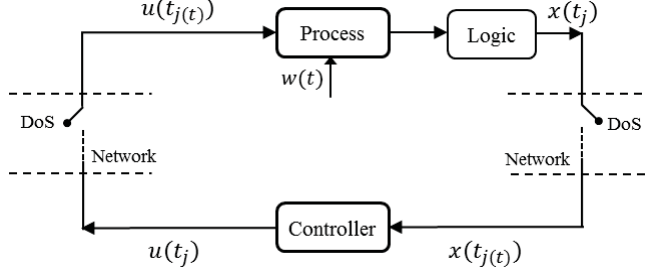 u(t_{j(t)})
Process
Logic
x(t_j)
w(t)
DoS
DoS
Network
Network
Controller
u(t_j)
x(t_{j(t)})